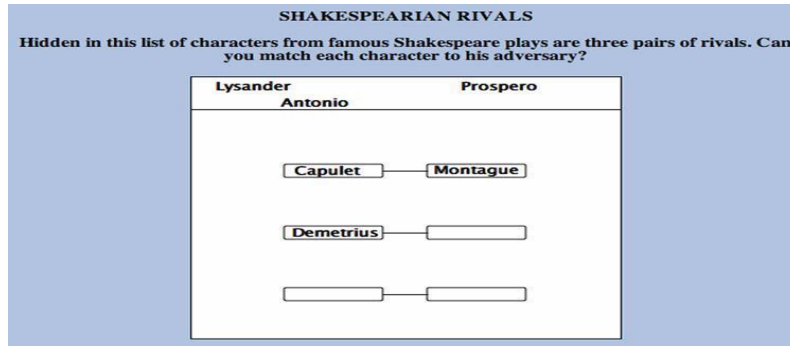 SHAKESPEARIAN RIVALS
Hidden in this list of characters from famous Shakespeare plays are three pairs of rivals. Can
you match each character to his adversary?
Lysander Prospero
Antonio
Capulet Montague
Demetrius